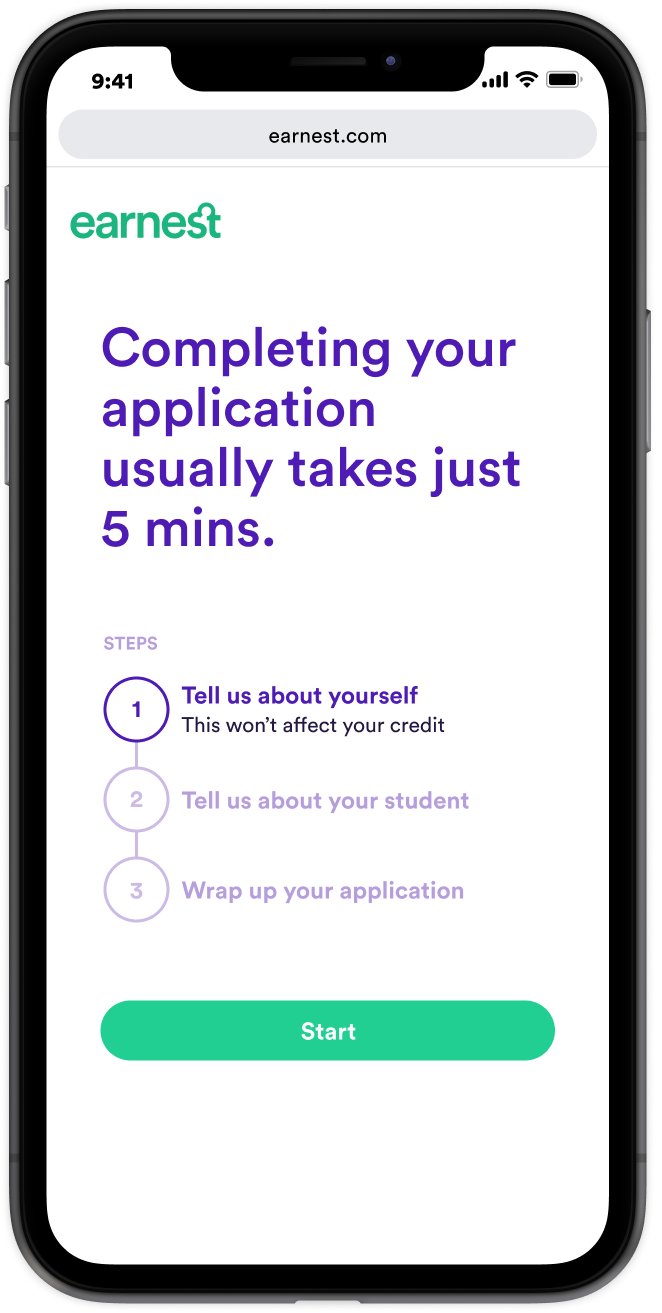 9:41
earnest.com
earnest
Completing your
application
usually takes just
5 mins.
STEPS
1
Tell us about yourself
This won’t affect your credit
2
Tell us about your student
3
Wrap up your application
Start